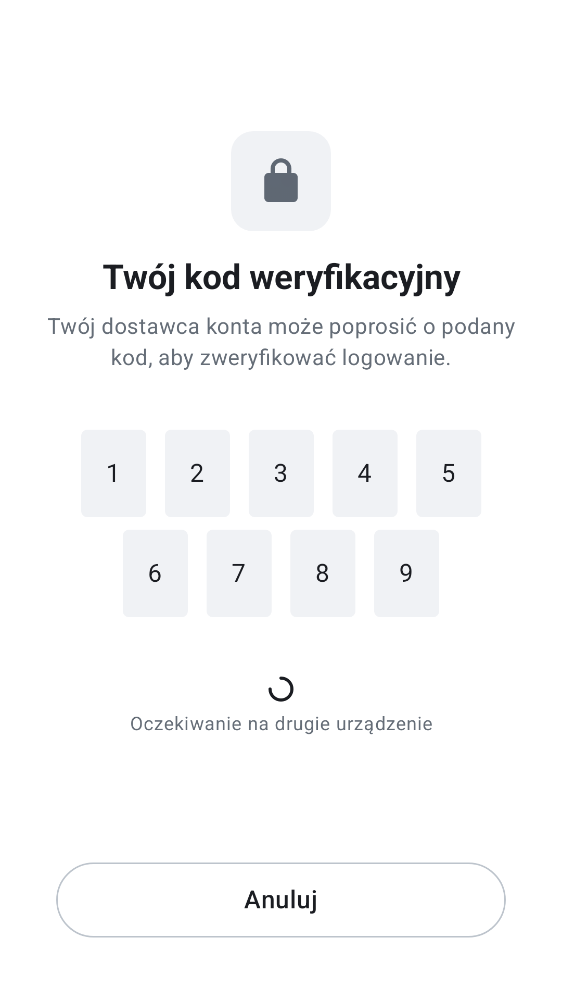 Twój kod weryfikacyjny
Twój dostawca konta może poprosić o podany
kod, aby zweryfikować logowanie.
1 2 3 4 5
6 7 8 9
Oczekiwanie na drugie urządzenie
Anuluj